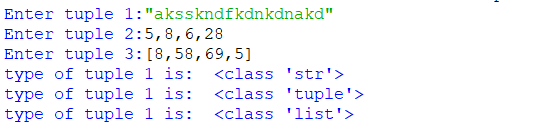 Enter tuple 1:"aksskndfkdnkdnakd"
Enter tuple 2:5,8,6,28
Enter tuple 3:[8,58,69,5]
type of tuple 1 is:  <class 'str'>
type of tuple 1 is:  <class 'tuple'>
type of tuple 1 is:  <class 'list'>